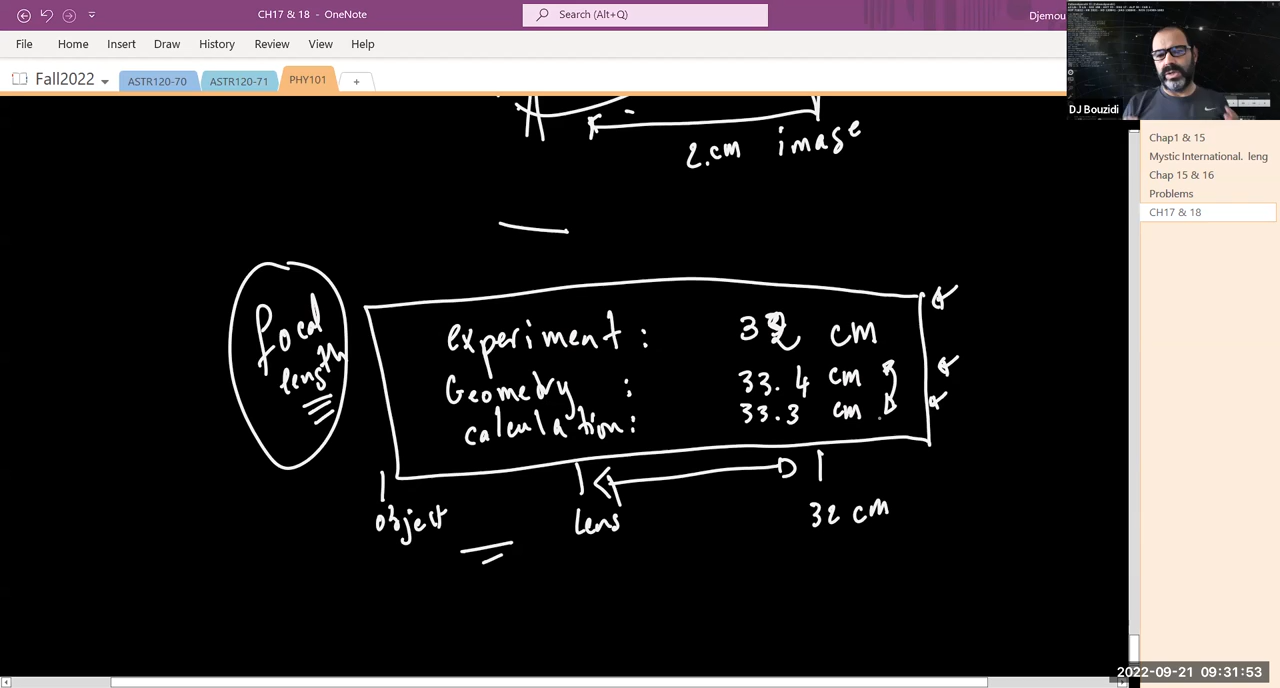 CH17 & 18 - OneNote
Search (Alt+Q)
Djemou
File Home Insert Draw History Review View Help
Fall2022
ASTR120-70
ASTR120-71
PHY101
DJ Bouzidi
Chap1 & 15
Mystic International. leng
Chap 15 & 16
Problems
CH17 & 18
2.cm image
focal
length
experiment: 32 cm
Geometry : 33.4 cm
calculation: 33.3 cm
object
Lens
32 cm
2022-09-21 09:31:53